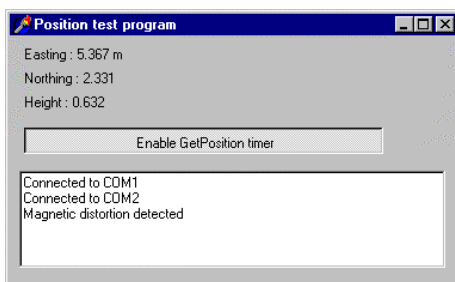 Position test program
Easting : 5.367 m
Northing : 2.331
Height : 0.632
Enable GetPosition timer
Connected to COM1
Connected to COM2
Magnetic distortion detected